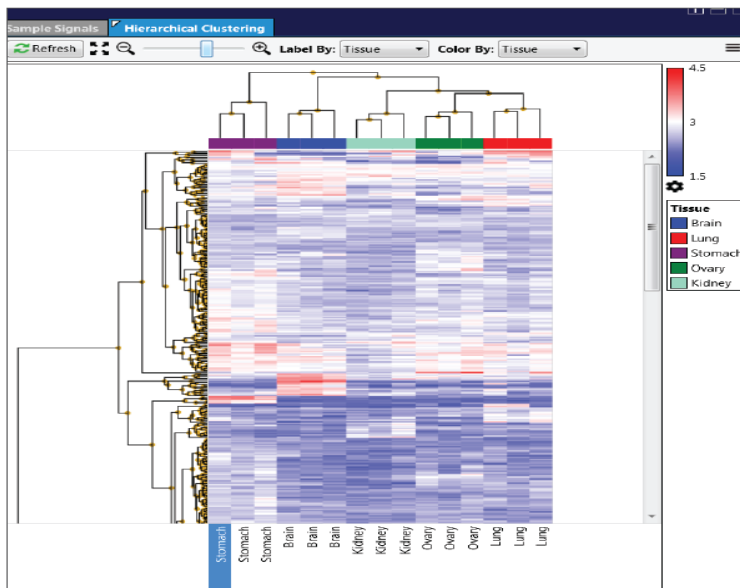 Sample Signals
Hierarchical Clustering
Refresh
Label By: Tissue
Color By: Tissue
4.5
3
1.5
Tissue
Brain
Lung
Stomach
Ovary
Kidney
Stomach
Stomach
Stomach
Brain
Brain
Brain
Kidney
Kidney
Kidney
Ovary
Ovary
Ovary
Lung
Lung
Lung